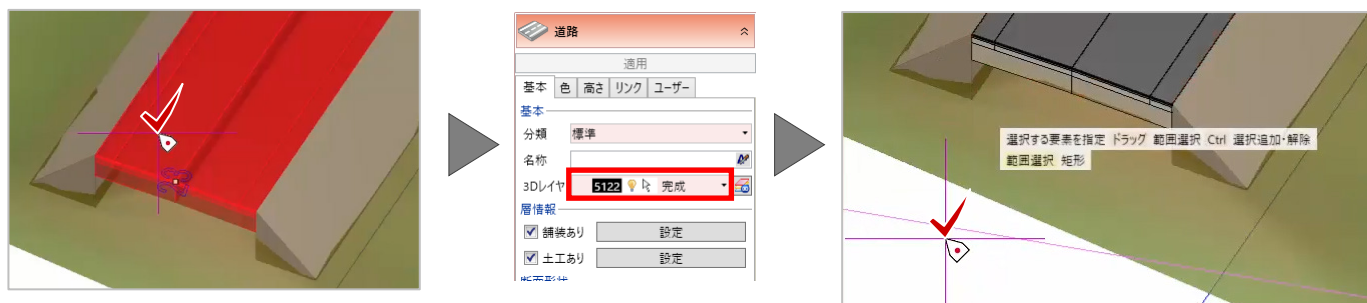 道路
適用
基本 色 高さ リンク ユーザー
基本
分類 標準
名称
3Dレイヤ 5122 完成
層情報
舗装あり 設定
土工あり 設定
断面形状
選択する要素を指定 ドラッグ 範囲選択 Ctrl 選択追加・解除
範囲選択 矩形